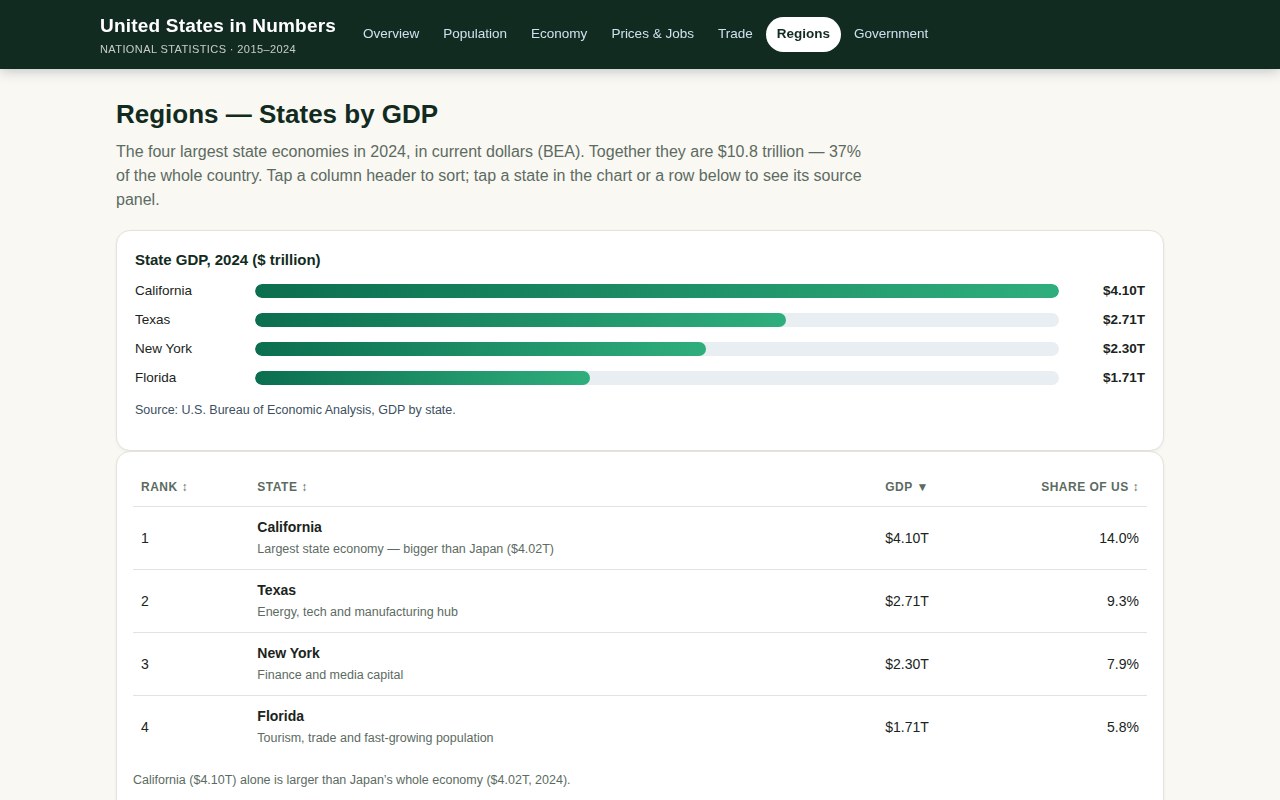 United States in Numbers
NATIONAL STATISTICS · 2015–2024
Overview
Population
Economy
Prices & Jobs
Trade
Regions
Government
Regions — States by GDP
The four largest state economies in 2024, in current dollars (BEA). Together they are $10.8 trillion — 37%
of the whole country. Tap a column header to sort; tap a state in the chart or a row below to see its source
panel.
State GDP, 2024 ($ trillion)
California $4.10T
Texas $2.71T
New York $2.30T
Florida $1.71T
Source: U.S. Bureau of Economic Analysis, GDP by state.
RANK ↕ STATE ↕ GDP ▼ SHARE OF US ↕
1 California $4.10T 14.0%
Largest state economy — bigger than Japan ($4.02T)
2 Texas $2.71T 9.3%
Energy, tech and manufacturing hub
3 New York $2.30T 7.9%
Finance and media capital
4 Florida $1.71T 5.8%
Tourism, trade and fast-growing population
California ($4.10T) alone is larger than Japan's whole economy ($4.02T, 2024).